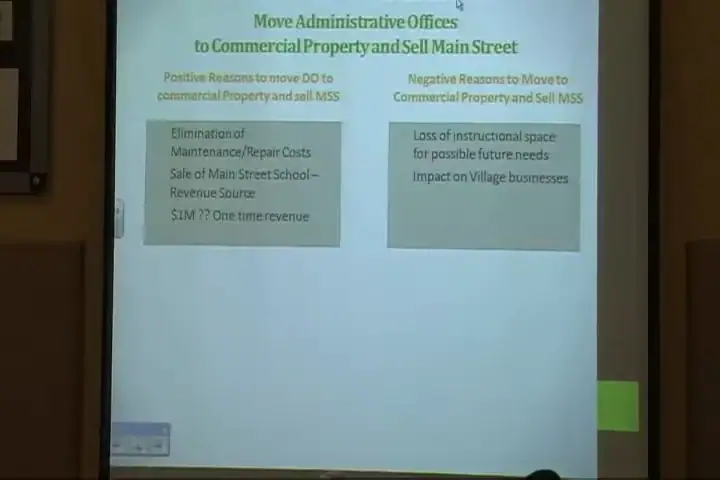 Move Administrative Offices
to Commercial Property and Sell Main Street
Positive Reasons to move DO to
commercial Property and sell MSS
Elimination of
Maintenance/Repair Costs
Sale of Main Street School –
Revenue Source
$1M ?? One time revenue
Negative Reasons to Move to
Commercial Property and Sell MSS
Loss of instructional space
for possible future needs
Impact on Village businesses